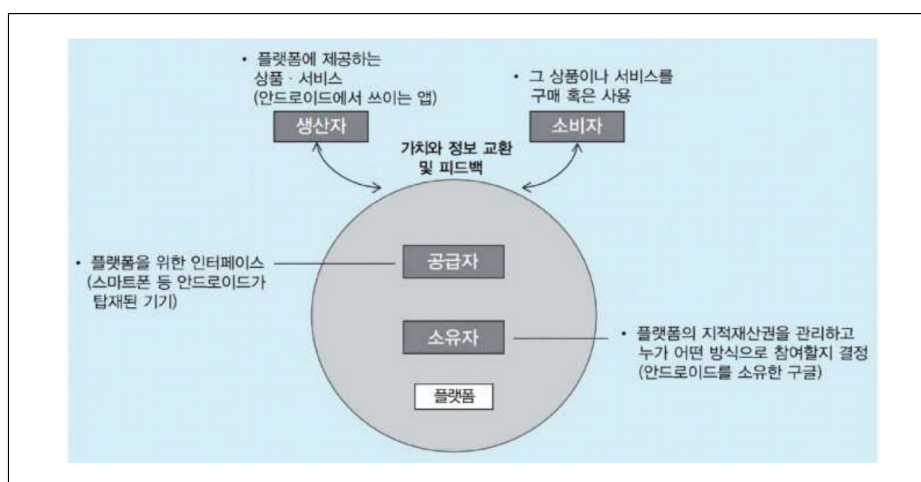 • 플랫폼에 제공하는
상품 · 서비스
(안드로이드에서 쓰이는 앱)
생산자
• 그 상품이나 서비스를
구매 혹은 사용
소비자
가치와 정보 교환
및 피드백
• 플랫폼을 위한 인터페이스
(스마트폰 등 안드로이드가
탑재된 기기)
공급자
소유자
• 플랫폼의 지적재산권을 관리하고
누가 어떤 방식으로 참여할지 결정
(안드로이드를 소유한 구글)
플랫폼